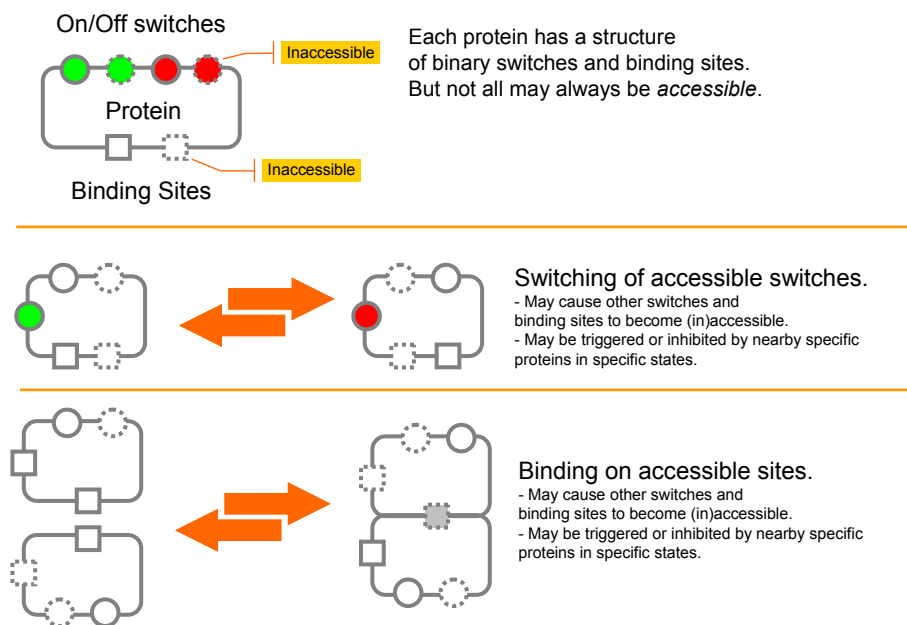 On/Off switches
Inaccessible
Each protein has a structure
of binary switches and binding sites.
But not all may always be accessible.
Protein
Inaccessible
Binding Sites
Switching of accessible switches.
- May cause other switches and
binding sites to become (in)accessible.
- May be triggered or inhibited by nearby specific
proteins in specific states.
Binding on accessible sites.
- May cause other switches and
binding sites to become (in)accessible.
- May be triggered or inhibited by nearby specific
proteins in specific states.